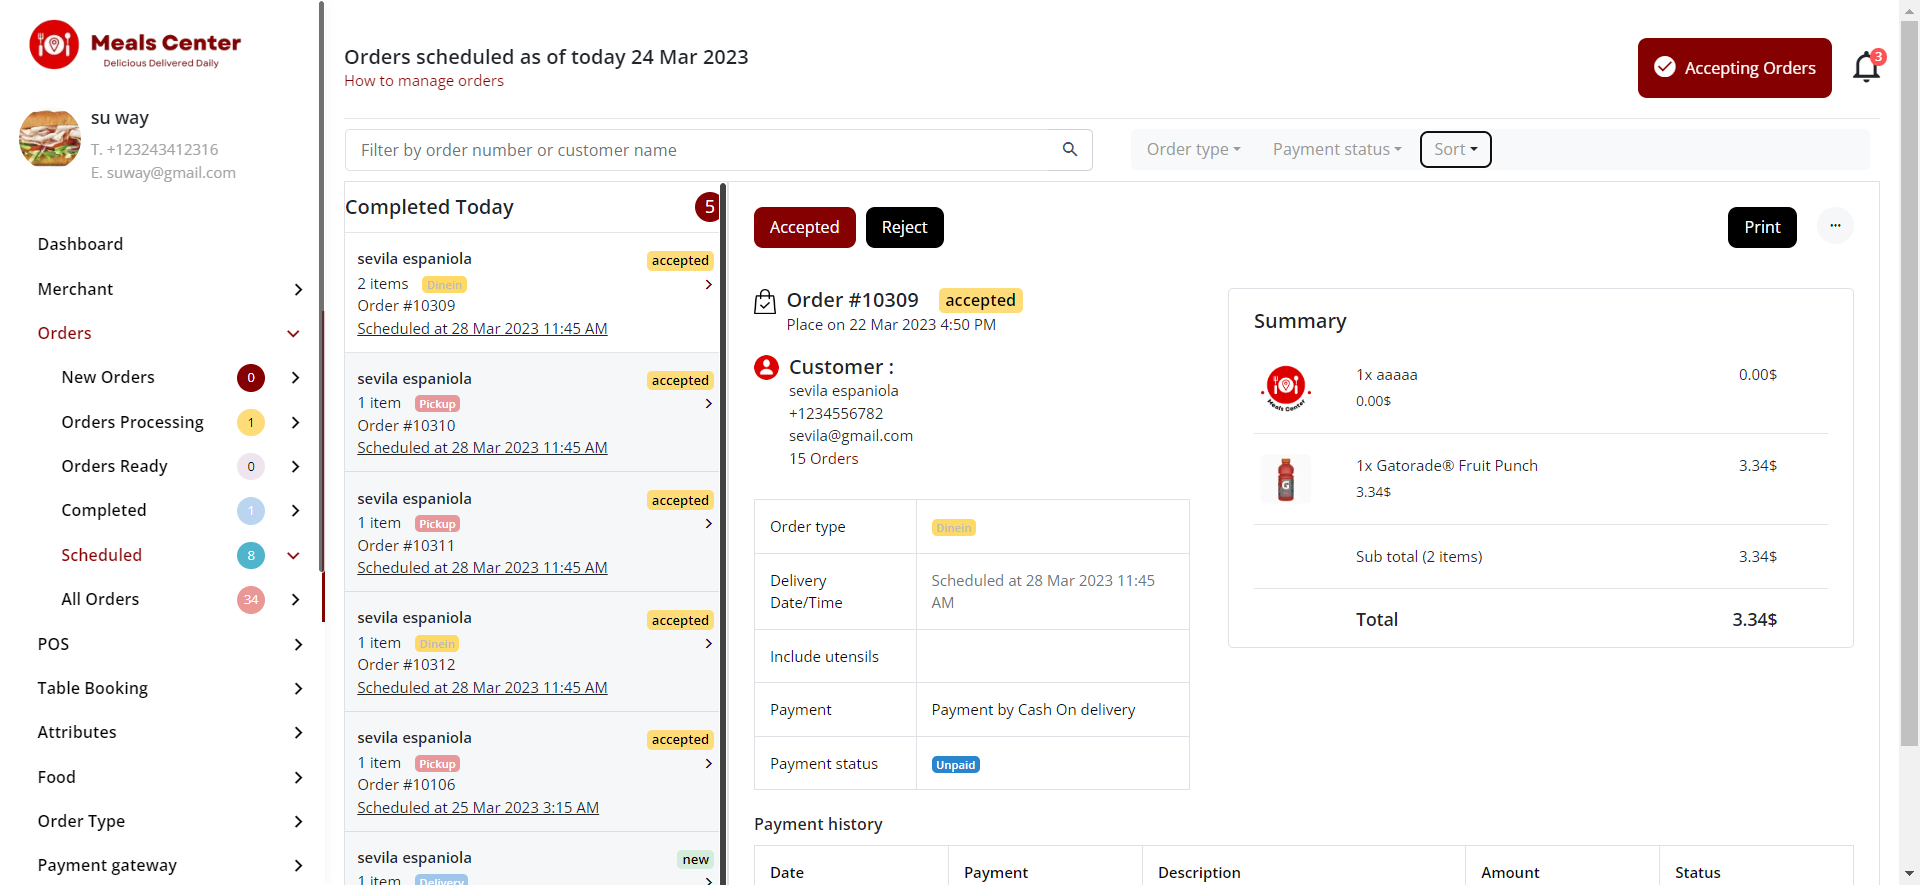 Meals Center
Delicious Delivered Daily
su way
T. +123243412316
E. suway@gmail.com
Dashboard
Merchant
Orders
New Orders 0
Orders Processing 1
Orders Ready 0
Completed 1
Scheduled 8
All Orders 34
POS
Table Booking
Attributes
Food
Order Type
Payment gateway
Orders scheduled as of today 24 Mar 2023
How to manage orders
Accepting Orders
3
Filter by order number or customer name
Order type
Payment status
Sort
Completed Today 5
sevila espaniola accepted
2 items Dinein
Order #10309
Scheduled at 28 Mar 2023 11:45 AM
sevila espaniola accepted
1 item Pickup
Order #10310
Scheduled at 28 Mar 2023 11:45 AM
sevila espaniola accepted
1 item Pickup
Order #10311
Scheduled at 28 Mar 2023 11:45 AM
sevila espaniola accepted
1 item Dinein
Order #10312
Scheduled at 28 Mar 2023 11:45 AM
sevila espaniola accepted
1 item Pickup
Order #10106
Scheduled at 25 Mar 2023 3:15 AM
sevila espaniola new
1 item Delivery
Accepted
Reject
Print
...
Order #10309 accepted
Place on 22 Mar 2023 4:50 PM
Customer :
sevila espaniola
+1234556782
sevila@gmail.com
15 Orders
Order type Dinein
Delivery Date/Time Scheduled at 28 Mar 2023 11:45 AM
Include utensils
Payment Payment by Cash On delivery
Payment status Unpaid
Summary
Meals Center
1x aaaaa 0.00$
0.00$
G
1x Gatorade® Fruit Punch 3.34$
3.34$
Sub total (2 items) 3.34$
Total 3.34$
Payment history
Date Payment Description Amount Status